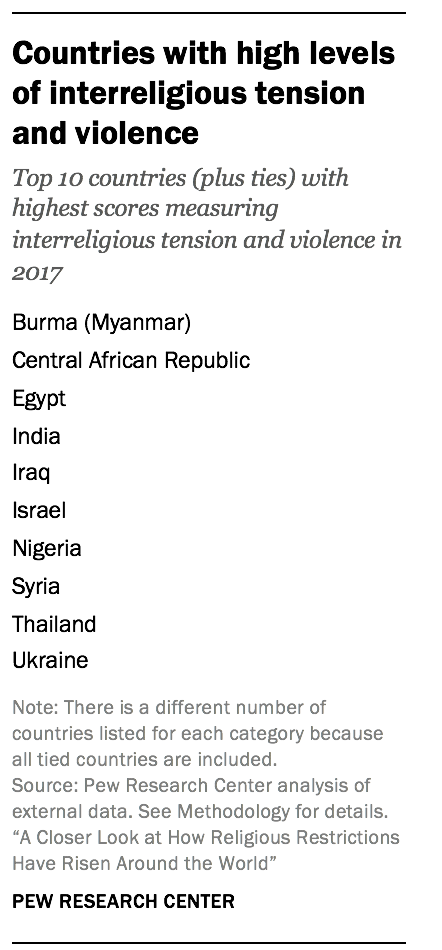 Countries with high levels
of interreligious tension
and violence
Top 10 countries (plus ties) with
highest scores measuring
interreligious tension and violence in
2017
Burma (Myanmar)
Central African Republic
Egypt
India
Iraq
Israel
Nigeria
Syria
Thailand
Ukraine
Note: There is a different number of
countries listed for each category because
all tied countries are included.
Source: Pew Research Center analysis of
external data. See Methodology for details.
“A Closer Look at How Religious Restrictions
Have Risen Around the World”
PEW RESEARCH CENTER